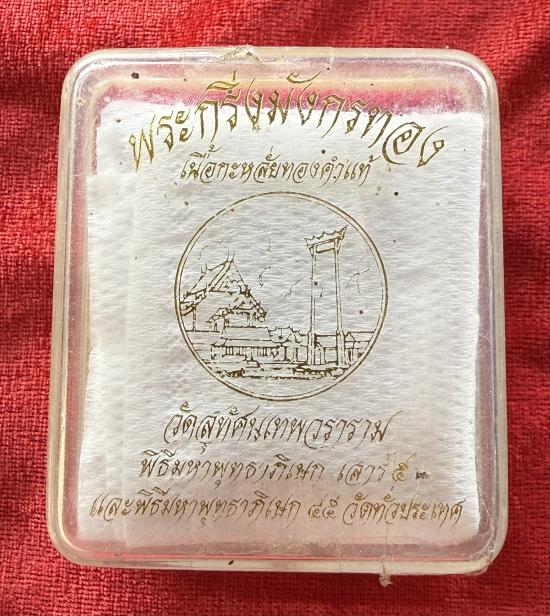 พระกริ่งมังกรทอง
เนื้อกะหลั่ยทองคำแท้
วัดสุทัศนเทพวราราม
พิธีมหาพุทธาภิเษก เสาร์ ๕
และพิธีมหาพุทธาภิเษก ๔๕ วัดทั่วประเทศ